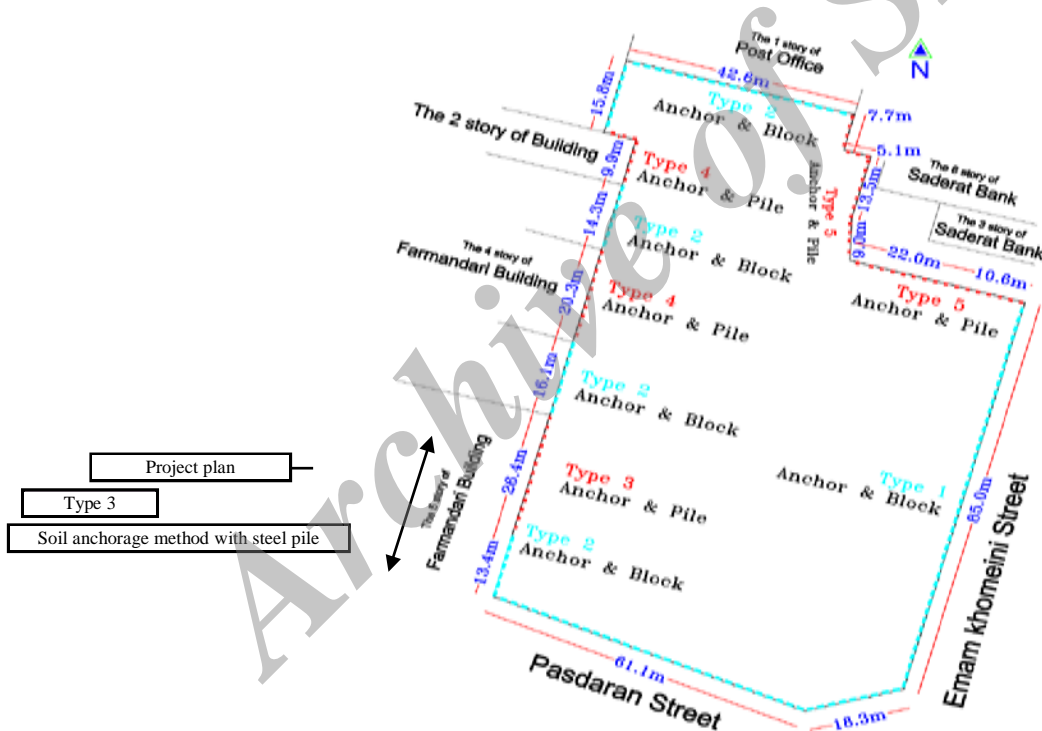 The 1 story of
Post Office
N
42.6m
15.8m
Type 2
Anchor & Block
7.7m
5.1m
The 2 story of Building
9.9m
Type 4
Anchor & Pile
Type 5
Anchor & Pile
13.5m
The 6 story of
Saderat Bank
The 3 story of
Saderat Bank
14.3m
Type 2
Anchor & Block
9.0m
22.0m
10.6m
The 4 story of
Farmandari Building
20.3m
Type 4
Anchor & Pile
Type 5
Anchor & Pile
16.1m
Type 2
Anchor & Block
Project plan
Type 3
Soil anchorage method with steel pile
The 5 story of
Farmandari Building
26.4m
Type 3
Anchor & Pile
Type 1
Anchor & Block
85.0m
Emam khomeini Street
13.4m
Type 2
Anchor & Block
61.1m
Pasdaran Street
18.3m
Archive of S